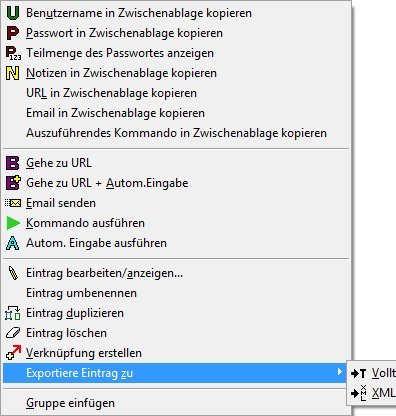 Benutzername in Zwischenablage kopieren
Passwort in Zwischenablage kopieren
Teilmenge des Passwortes anzeigen
Notizen in Zwischenablage kopieren
URL in Zwischenablage kopieren
Email in Zwischenablage kopieren
Auszuführendes Kommando in Zwischenablage kopieren
Gehe zu URL
Gehe zu URL + Autom.Eingabe
Email senden
Kommando ausführen
Autom. Eingabe ausführen
Eintrag bearbeiten/anzeigen...
Eintrag umbenennen
Eintrag duplizieren
Eintrag löschen
Verknüpfung erstellen
Exportiere Eintrag zu
Vollt
XML
Gruppe einfügen